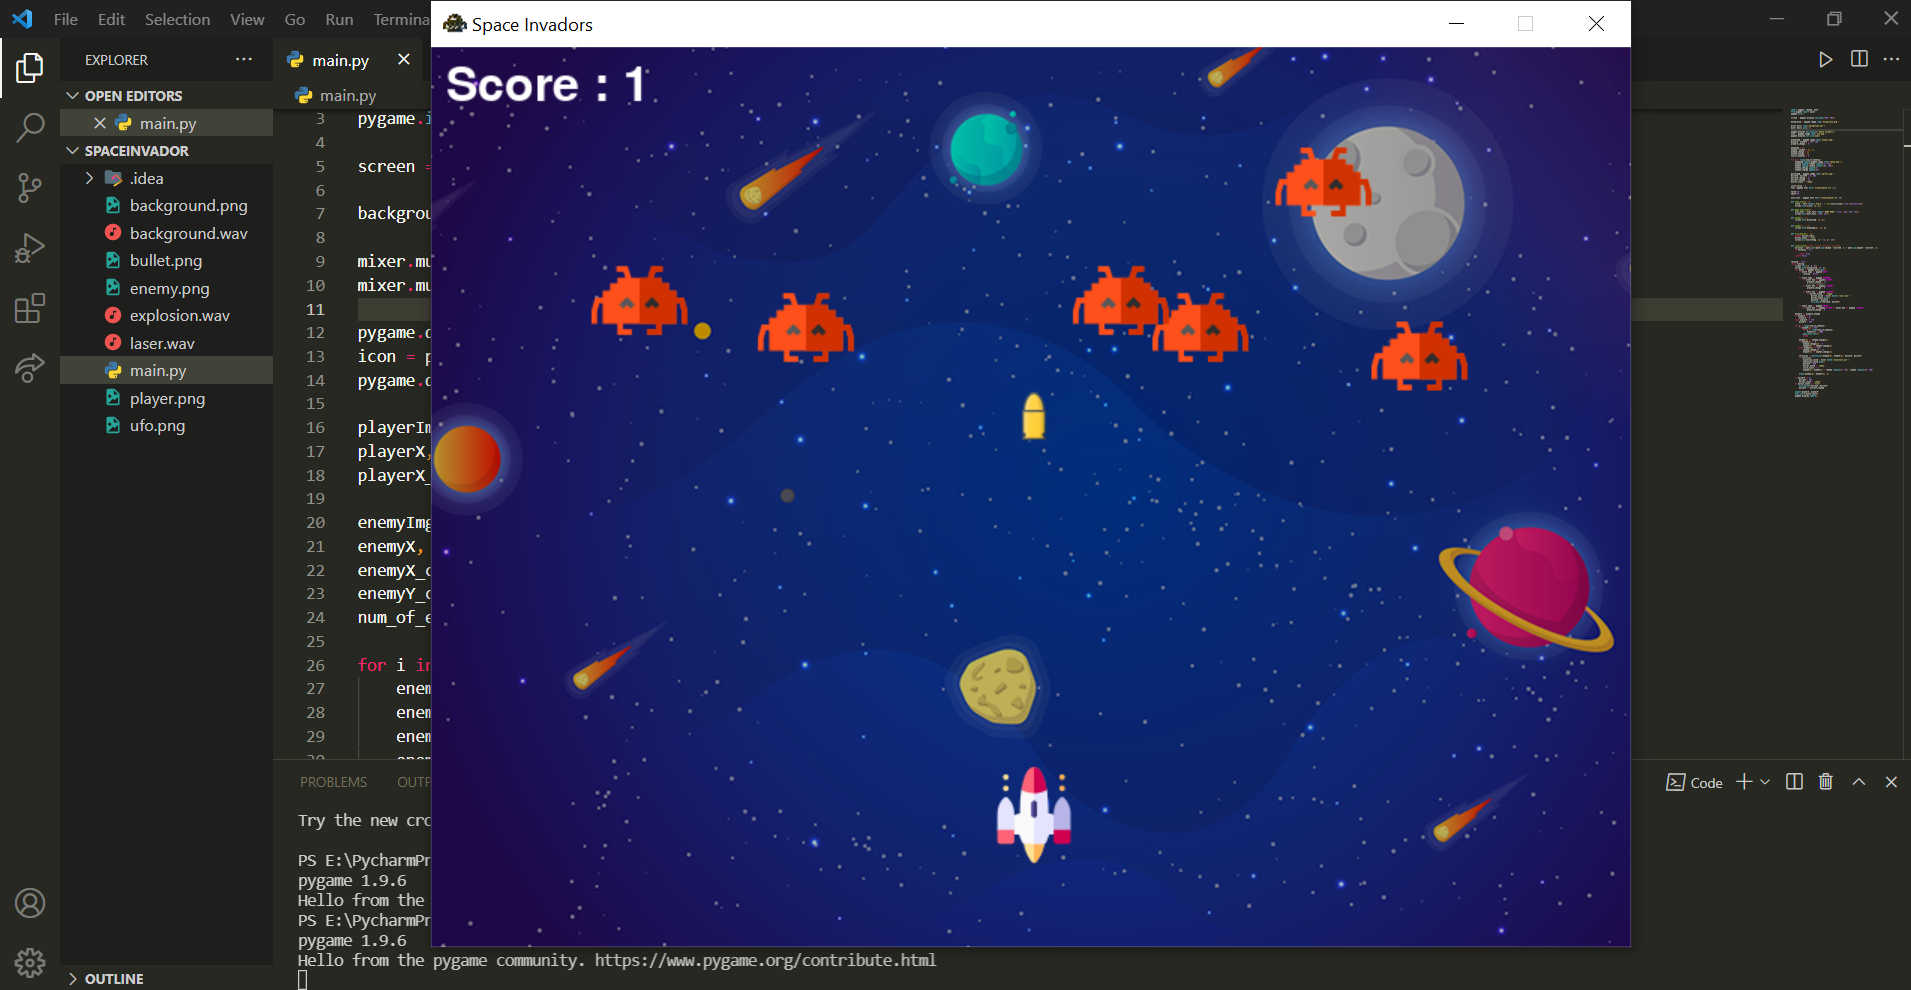 File Edit Selection View Go Run Termina
Space Invadors
EXPLORER
main.py
OPEN EDITORS
main.py
main.py
SPACEINVADOR
.idea
background.png
background.wav
bullet.png
enemy.png
explosion.wav
laser.wav
main.py
player.png
ufo.png
OUTLINE
3 pygame.i
4
5 screen =
6
7 backgrou
8
9 mixer.mu
10 mixer.mu
11
12 pygame.d
13 icon = p
14 pygame.d
15
16 playerIm
17 playerX,
18 playerX_
19
20 enemyImg
21 enemyX,
22 enemyX_c
23 enemyY_c
24 num_of_e
25
26 for i in
27 enem
28 enem
29 enem
Score : 1
PROBLEMS OUTP
Code
Try the new cro
PS E:\PycharmPr
pygame 1.9.6
Hello from the
PS E:\PycharmPr
pygame 1.9.6
Hello from the pygame community. https://www.pygame.org/contribute.html